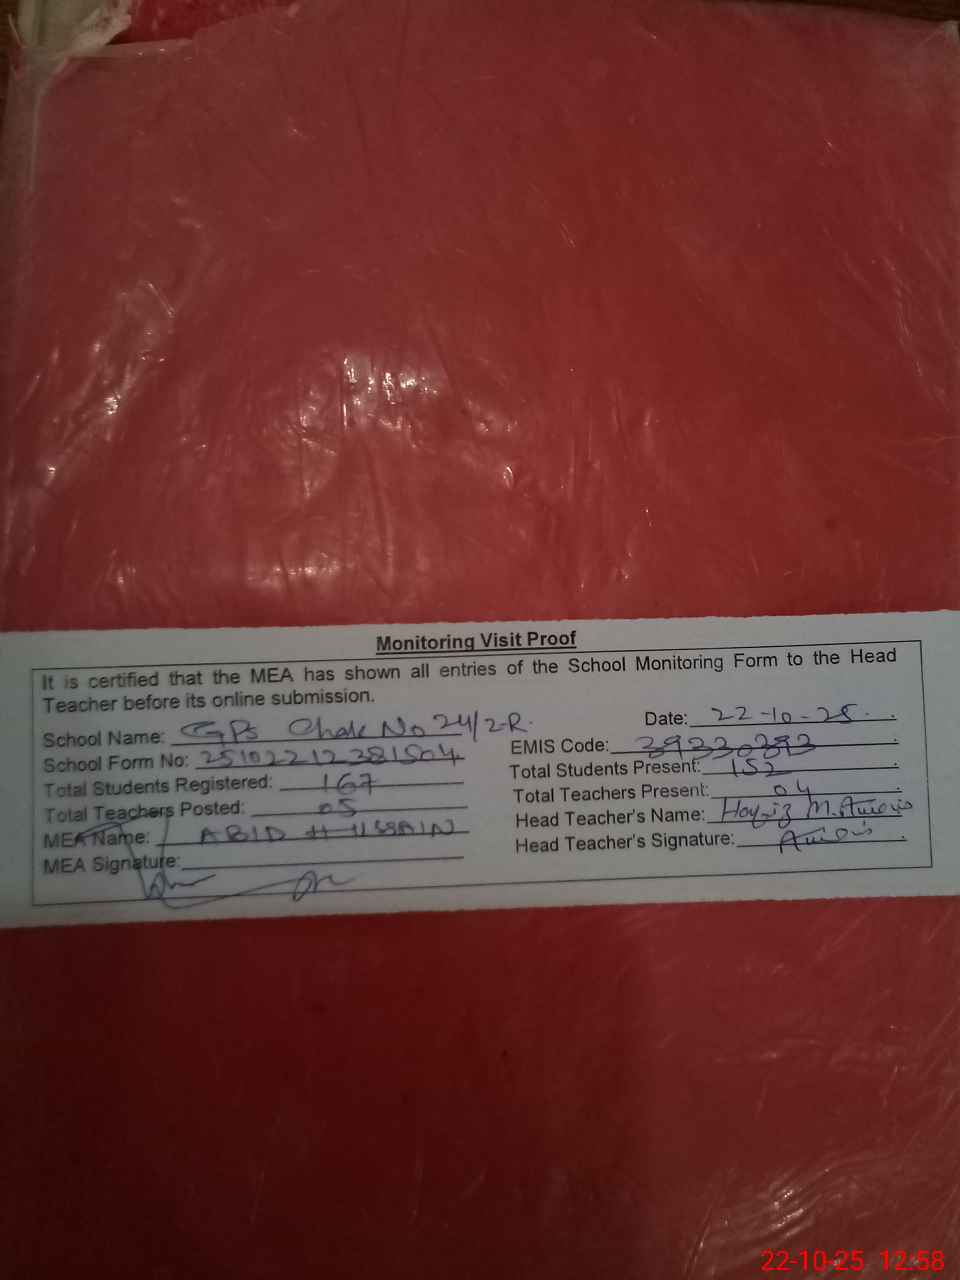 Monitoring Visit Proof
It is certified that the MEA has shown all entries of the School Monitoring Form to the Head
Teacher before its online submission.
Date: 22-10-25.
School Name: GPS Chak No 24/2-R.
EMIS Code: 39330393
School Form No: 251022122381504
Total Students Present: 152
Total Students Registered: 167
Total Teachers Present: 04
Total Teachers Posted: 05
Head Teacher's Name: M.
MEA Name: ABID HUSSAIN
Head Teacher's Signature:
MEA Signature:
22-10-25 12:58